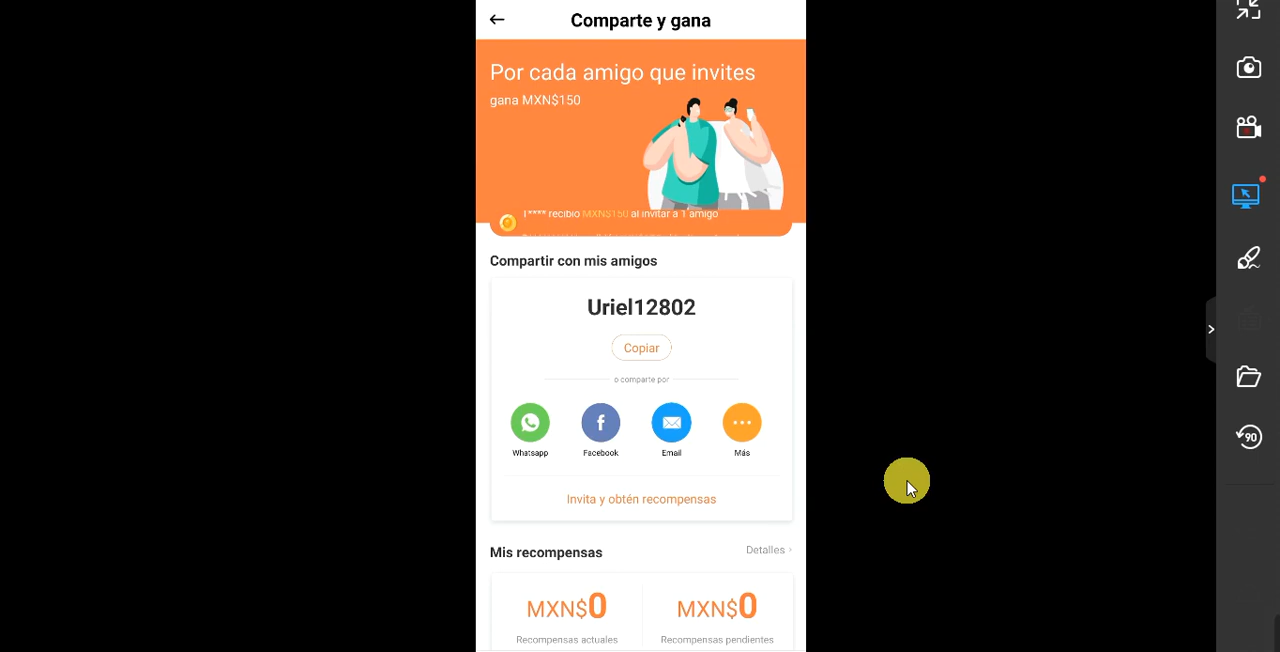 Comparte y gana
Por cada amigo que invites
gana MXN$150
T**** recibió MXN$150 al invitar a 1 amigo
Compartir con mis amigos
Uriel12802
Copiar
o comparte por
Whatsapp
Facebook
Email
Más
Invita y obtén recompensas
Mis recompensas
Detalles >
MXN$0
MXN$0
Recompensas actuales
Recompensas pendientes
90